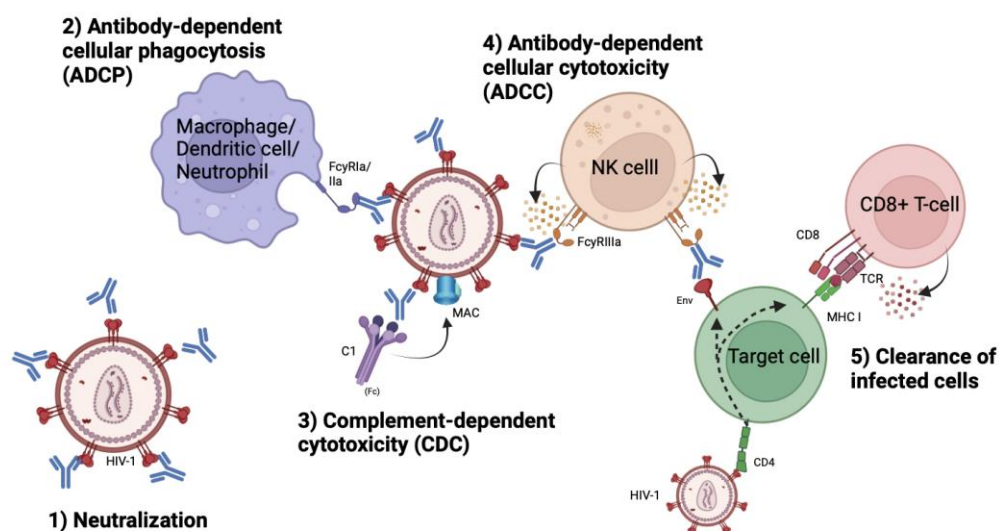 2) Antibody-dependent
cellular phagocytosis
(ADCP)
Macrophage/
Dendritic cell/
Neutrophil
FcyRIa/
IIa
4) Antibody-dependent
cellular cytotoxicity
(ADCC)
NK celll
FcyRIIIa
CD8+ T-cell
CD8
TCR
MHC I
Env
Target cell
5) Clearance of
infected cells
MAC
C1
(Fc)
3) Complement-dependent
cytotoxicity (CDC)
CD4
HIV-1
HIV-1
1) Neutralization